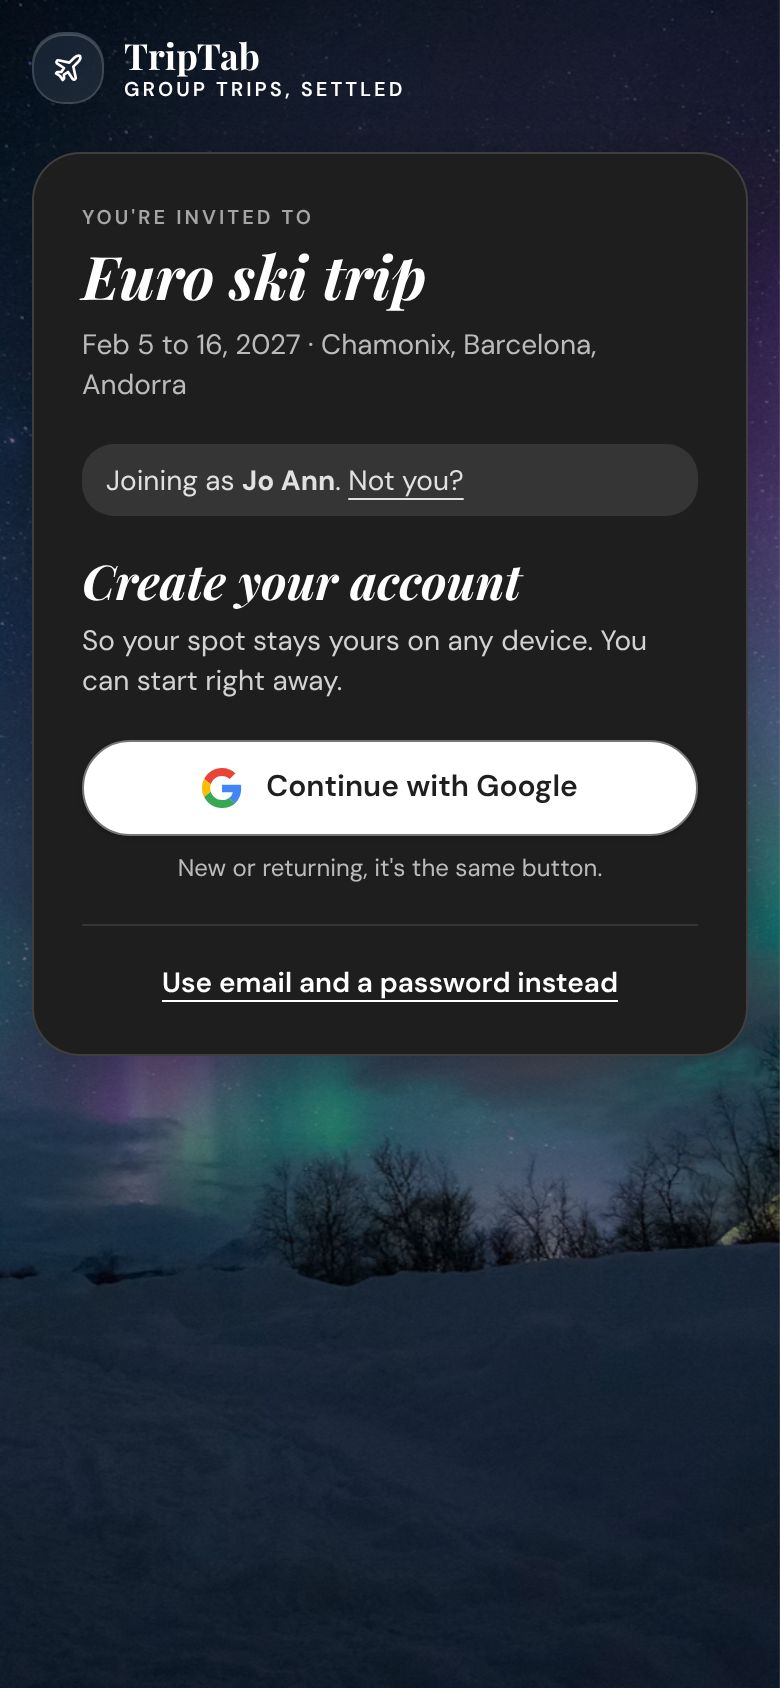 TripTab
GROUP TRIPS, SETTLED
YOU'RE INVITED TO
Euro ski trip
Feb 5 to 16, 2027 · Chamonix, Barcelona,
Andorra
Joining as Jo Ann. Not you?
Create your account
So your spot stays yours on any device. You
can start right away.
Continue with Google
New or returning, it's the same button.
Use email and a password instead